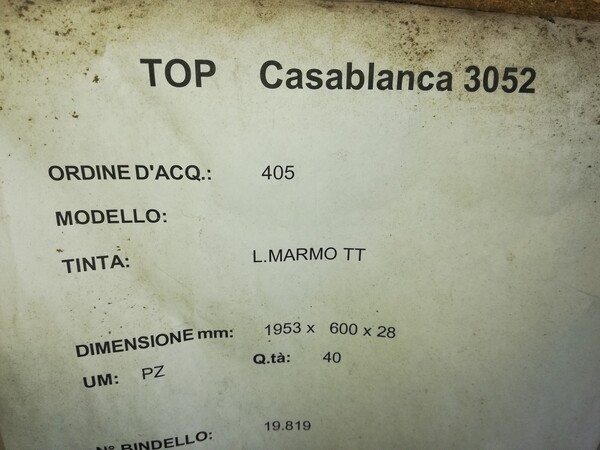 TOP Casablanca 3052
ORDINE D'ACQ.: 405
MODELLO:
TINTA: L.MARMO TT
DIMENSIONE mm: 1953 x 600 x 28
UM: PZ Q.tà: 40
N° BINDELLO: 19.819